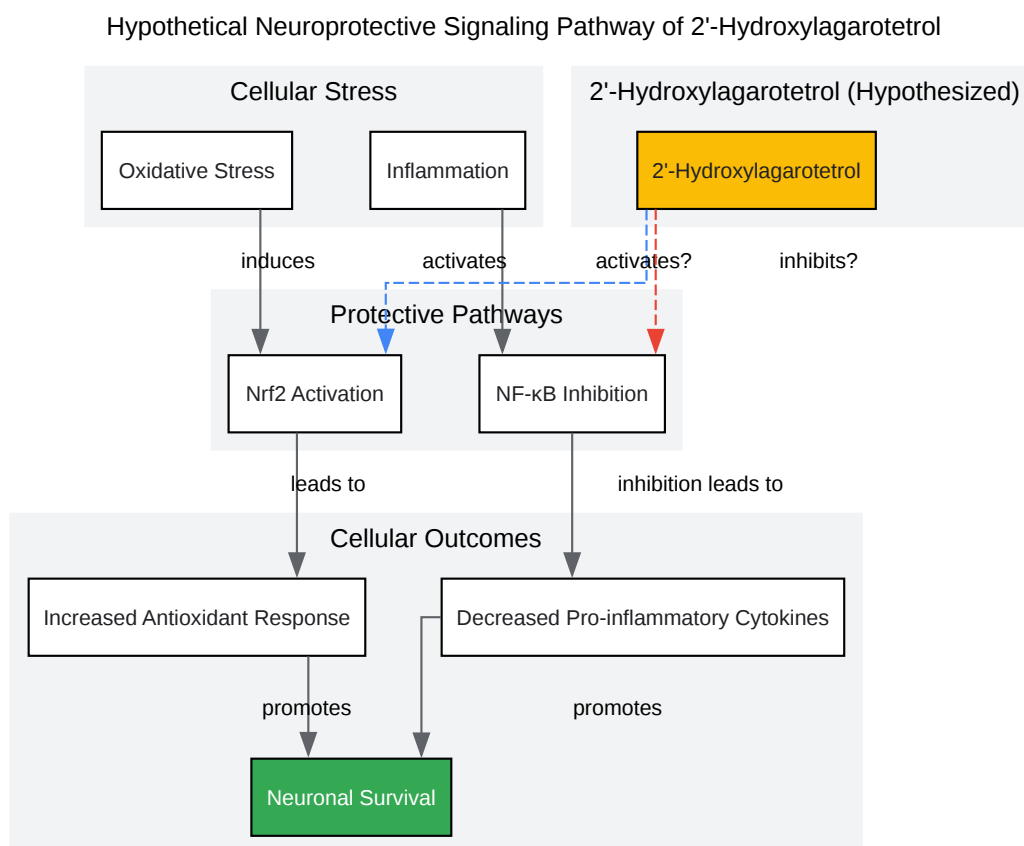 Hypothetical Neuroprotective Signaling Pathway of 2'-Hydroxylagarotetrol
Cellular Stress
2'-Hydroxylagarotetrol (Hypothesized)
Oxidative Stress
Inflammation
2'-Hydroxylagarotetrol
induces
activates
activates?
inhibits?
Protective Pathways
Nrf2 Activation
NF-κB Inhibition
leads to
inhibition leads to
Cellular Outcomes
Increased Antioxidant Response
Decreased Pro-inflammatory Cytokines
promotes
promotes
Neuronal Survival